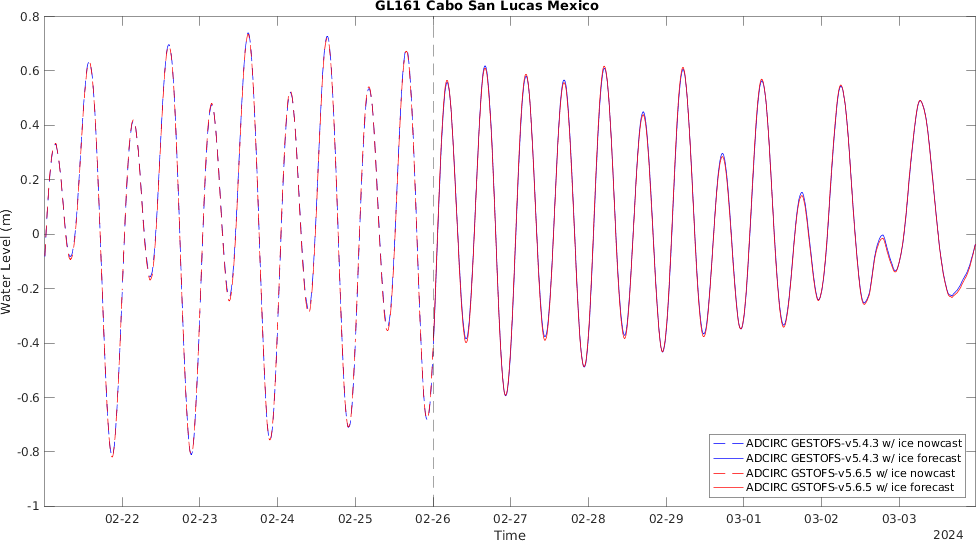 GL161 Cabo San Lucas Mexico
0.8
0.6
0.4
0.2
0
-0.2
-0.4
-0.6
-0.8
-1
Water Level (m)
ADCIRC GESTOFS-v5.4.3 w/ ice nowcast
ADCIRC GESTOFS-v5.4.3 w/ ice forecast
ADCIRC GSTOFS-v5.6.5 w/ ice nowcast
ADCIRC GSTOFS-v5.6.5 w/ ice forecast
02-22 02-23 02-24 02-25 02-26 02-27 02-28 02-29 03-01 03-02 03-03
Time
2024